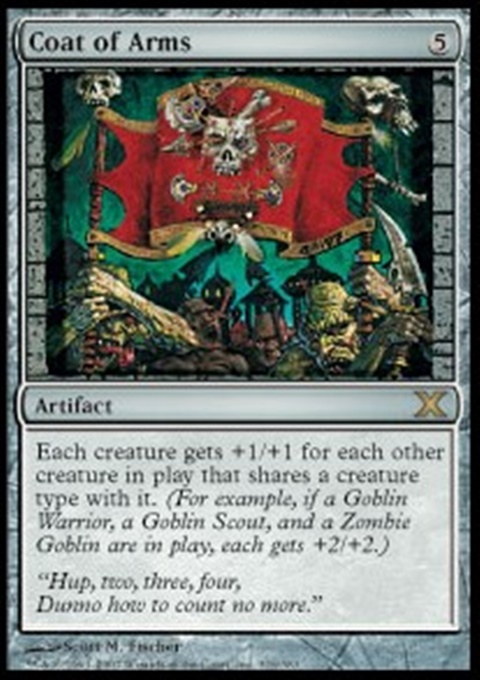 Coat of Arms 5
Artifact
Each creature gets +1/+1 for each other
creature in play that shares a creature
type with it. (For example, if a Goblin
Warrior, a Goblin Scout, and a Zombie
Goblin are in play, each gets +2/+2.)
“Hup, two, three, four,
Dunno how to count no more.”
Scott M. Fischer